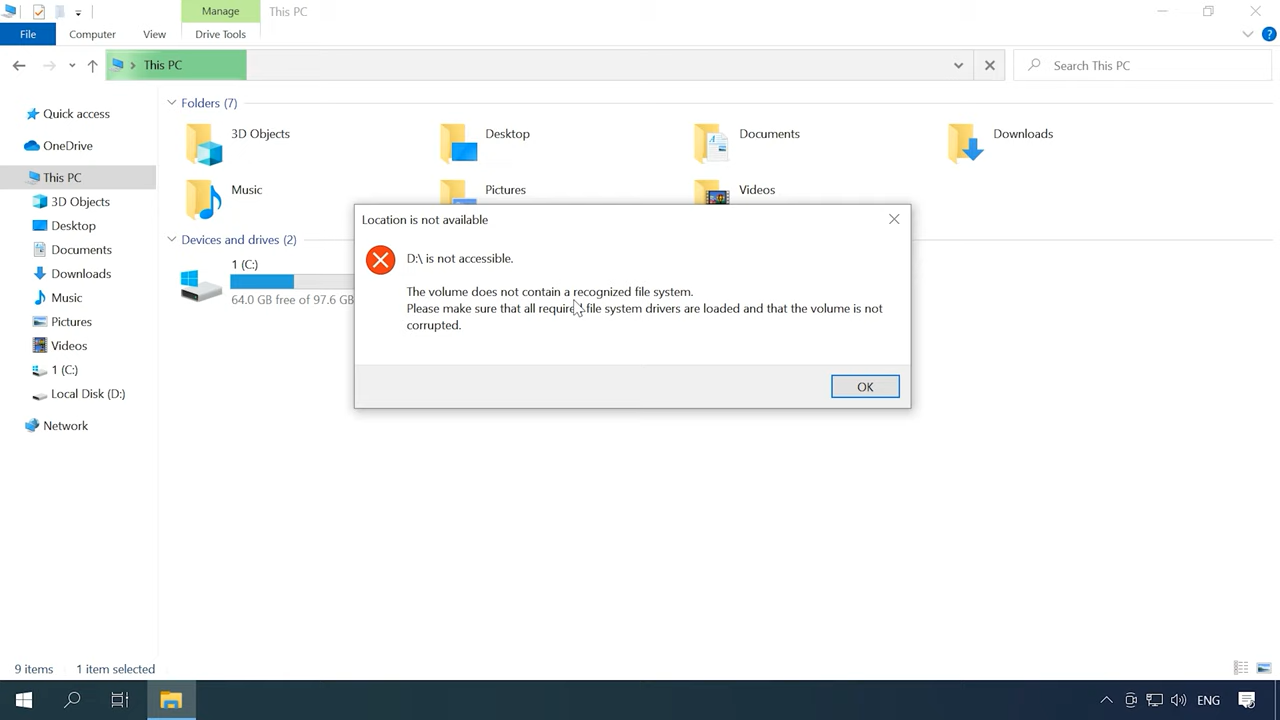 Manage
This PC
File
Computer
View
Drive Tools
This PC
Search This PC
Quick access
OneDrive
This PC
3D Objects
Desktop
Documents
Downloads
Music
Pictures
Videos
1 (C:)
Local Disk (D:)
Network
Folders (7)
3D Objects
Desktop
Documents
Downloads
Music
Pictures
Videos
Devices and drives (2)
1 (C:)
64.0 GB free of 97.6 GB
Location is not available
D:\ is not accessible.
The volume does not contain a recognized file system.
Please make sure that all required file system drivers are loaded and that the volume is not
corrupted.
OK
9 items
1 item selected
ENG